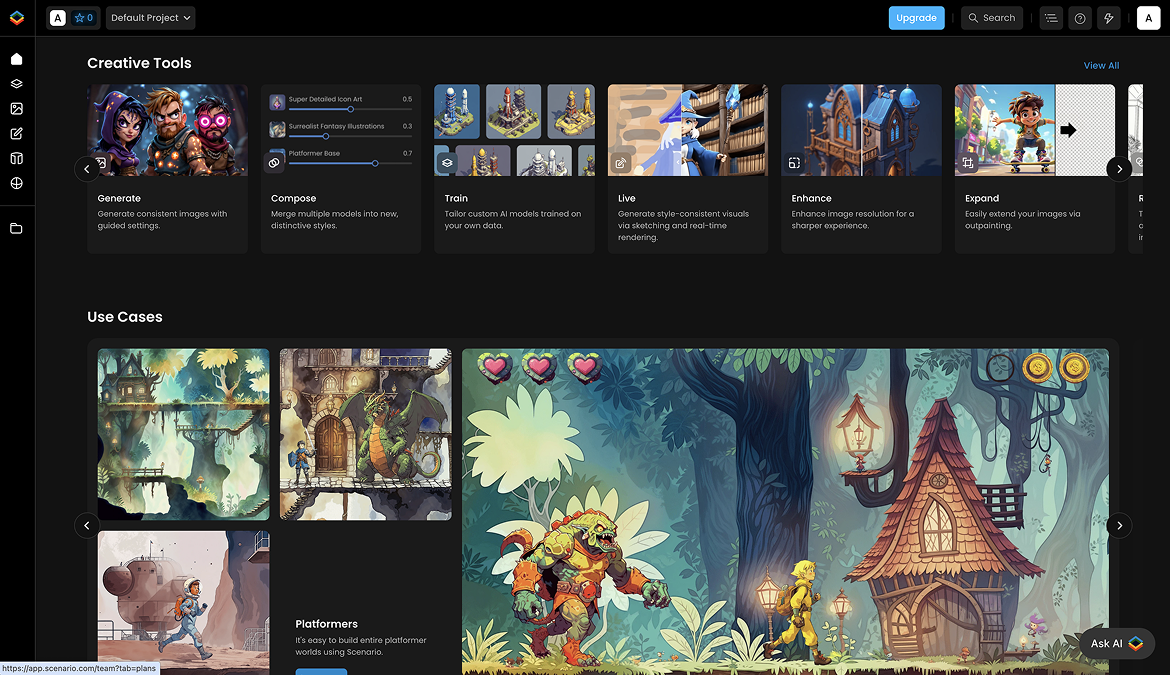 A
0
Default Project
Upgrade
Search
A
Creative Tools
View All
Super Detailed Icon Art 0.5
Surrealist Fantasy Illustrations 0.3
Platformer Base 0.7
Generate
Generate consistent images with
guided settings.
Compose
Merge multiple models into new,
distinctive styles.
Train
Tailor custom AI models trained on
your own data.
Live
Generate style-consistent visuals
via sketching and real-time
rendering.
Enhance
Enhance image resolution for a
sharper experience.
Expand
Easily extend your images via
outpainting.
Use Cases
Platformers
It's easy to build entire platformer
worlds using Scenario.
Ask AI
https://app.scenario.com/team?tab=plans